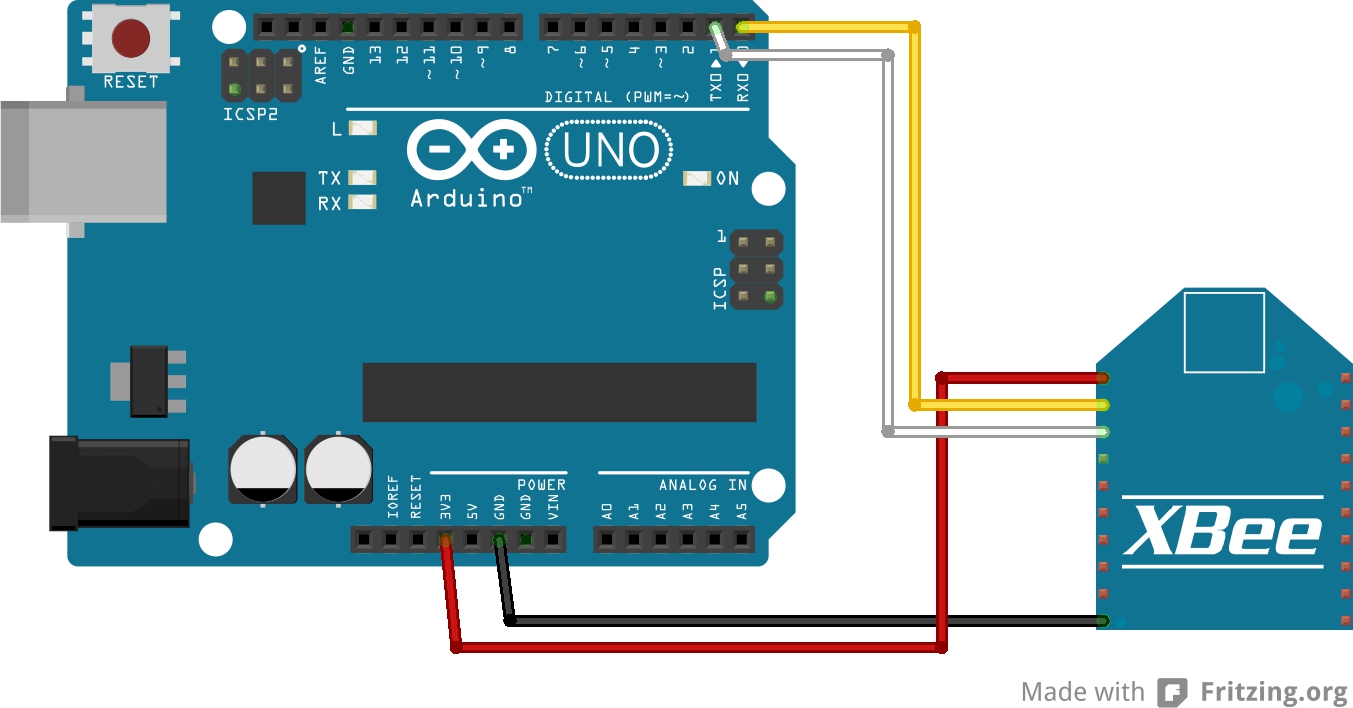 RESET
ICSP2
AREF
GND
13
12
~11
~10
~9
8
7
~6
~5
4
~3
2
TX0 1
RX0 0
DIGITAL (PWM=~)
L
TX
RX
Arduino™
UNO
ON
1
ICSP
IOREF
RESET
3V3
5V
GND
GND
VIN
POWER
A0
A1
A2
A3
A4
A5
ANALOG IN
XBee
Made with Fritzing.org